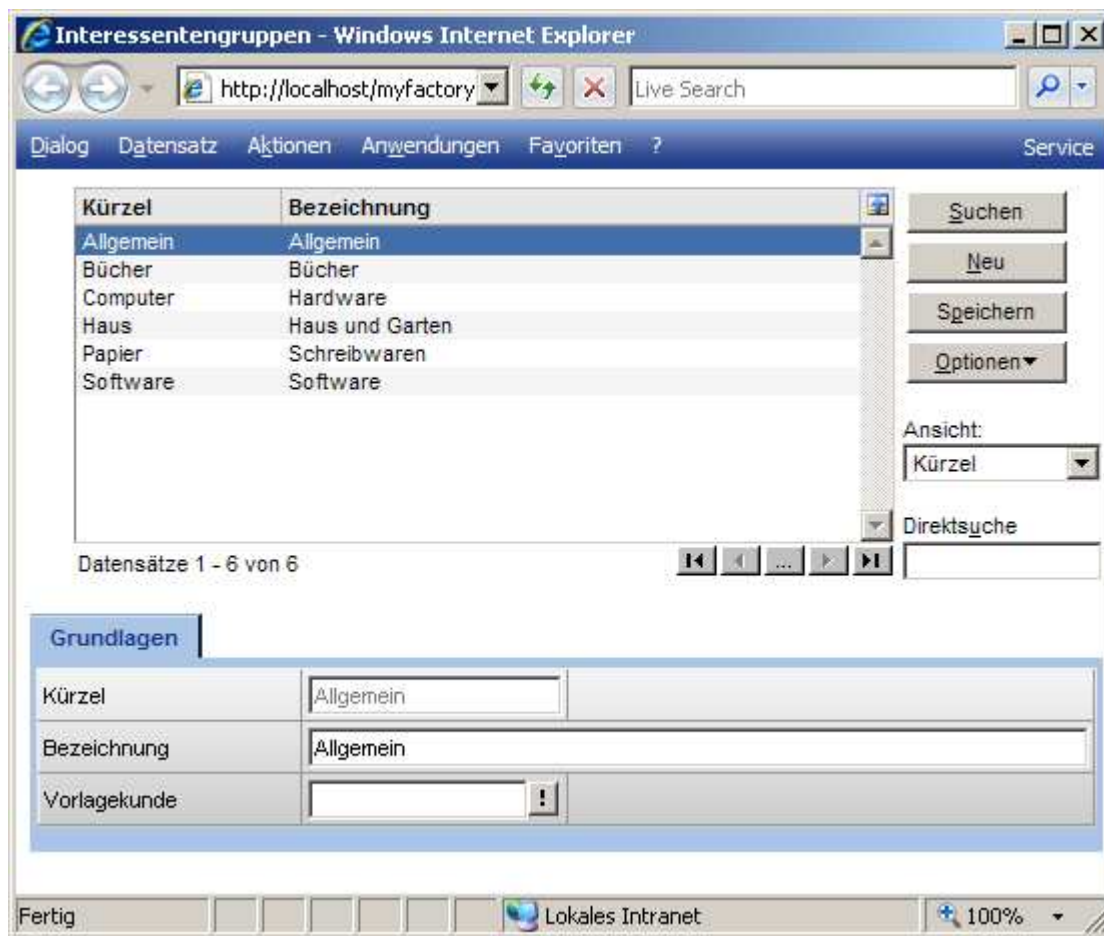 Interessentengruppen - Windows Internet Explorer
http://localhost/myfactory Live Search
Dialog Datensatz Aktionen Anwendungen Favoriten ? Service
Kürzel Bezeichnung Suchen
Allgemein Allgemein
Bücher Bücher Neu
Computer Hardware
Haus Haus und Garten Speichern
Papier Schreibwaren
Software Software Optionen
Ansicht:
Kürzel
Direktsuche
Datensätze 1 - 6 von 6 ...
Grundlagen
Kürzel Allgemein
Bezeichnung Allgemein
Vorlagekunde !
Fertig Lokales Intranet 100%